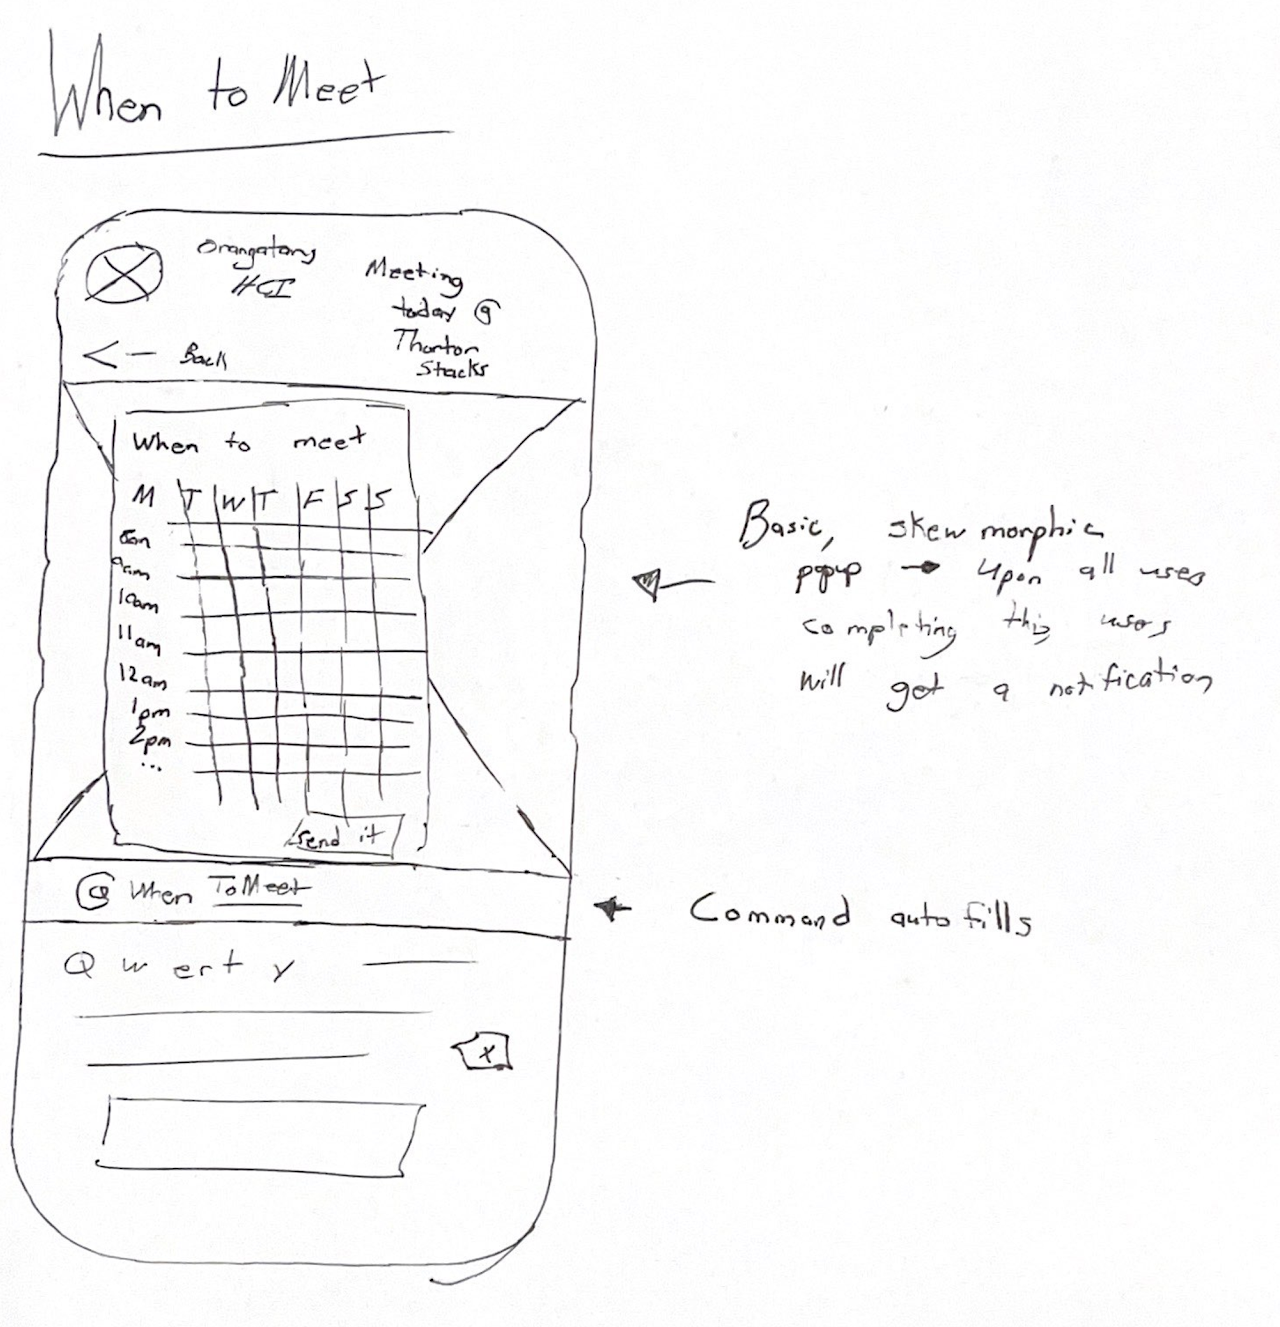 When to Meet
Orangatang
HCI
Meeting
today @
Thorton
Stacks
<- Back
When to meet
M T W T F S S
8am
9am
10am
11am
12am
1pm
2pm
...
Send it
@ When ToMeet
Qwerty
x
Basic, skew morphic
popup → Upon all uses
completing this users
will get a notification
Command auto fills